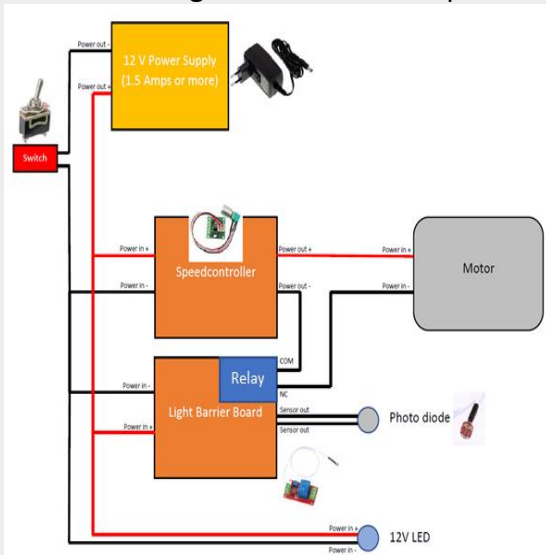 Power out -
12 V Power Supply
(1.5 Amps or more)
Power out +
Switch
Power in +
Power out +
Power in +
Speedcontroller
Motor
Power in -
Power out -
Power in -
COM
Relay
Power in -
NC
Light Barrier Board
Sensor out
Photo diode
Power in +
Sensor out
Power in +
12V LED
Power in -